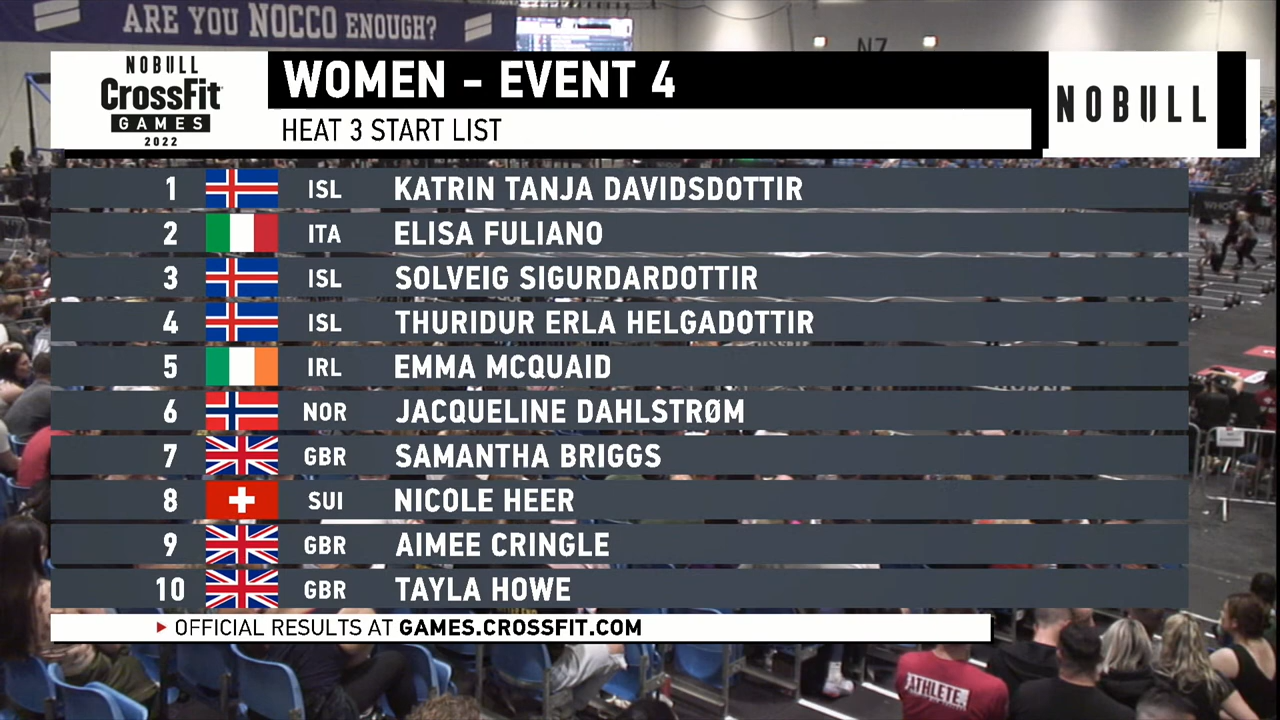 ARE YOU NOCCO ENOUGH?
NZ
NOBULL
CrossFit
GAMES
2022
WOMEN - EVENT 4
HEAT 3 START LIST
NOBULL
1 ISL KATRIN TANJA DAVIDSDOTTIR
2 ITA ELISA FULIANO
3 ISL SOLVEIG SIGURDARDOTTIR
4 ISL THURIDUR ERLA HELGADOTTIR
5 IRL EMMA MCQUAID
6 NOR JACQUELINE DAHLSTRØM
7 GBR SAMANTHA BRIGGS
8 SUI NICOLE HEER
9 GBR AIMEE CRINGLE
10 GBR TAYLA HOWE
OFFICIAL RESULTS AT GAMES.CROSSFIT.COM
ATHLETE.